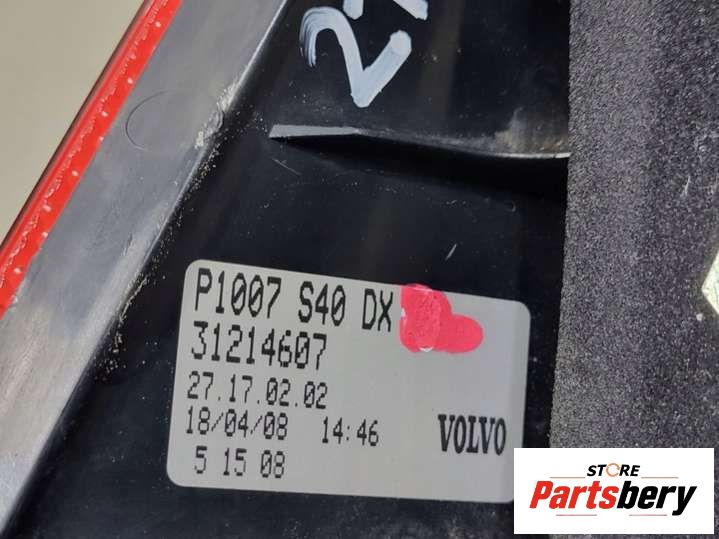 27
P1007 S40 DX
31214607
27.17.02.02
18/04/08 14:46
VOLVO
5 15 08
STORE
Partsbery